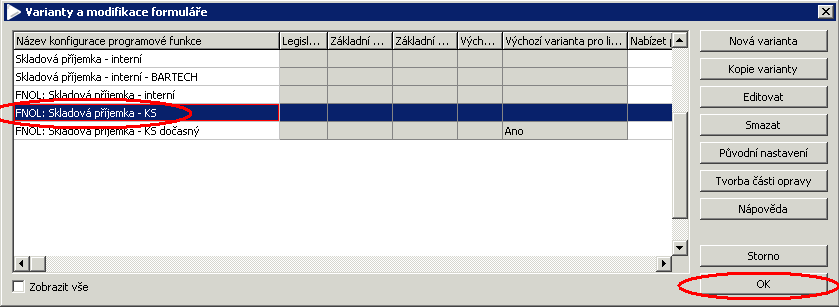 Varianty a modifikace formuláře
Název konfigurace programové funkce Legisl... Základní ... Základní ... Vých... Výchozí varianta pro li... Nabízet p
Skladová příjemka - interní
Skladová příjemka - interní - BARTECH
FNOL: Skladová příjemka - interní
FNOL: Skladová příjemka - KS
FNOL: Skladová příjemka - KS dočasný Ano
Zobrazit vše
Nová varianta
Kopie varianty
Editovat
Smazat
Původní nastavení
Tvorba části opravy
Nápověda
Storno
OK